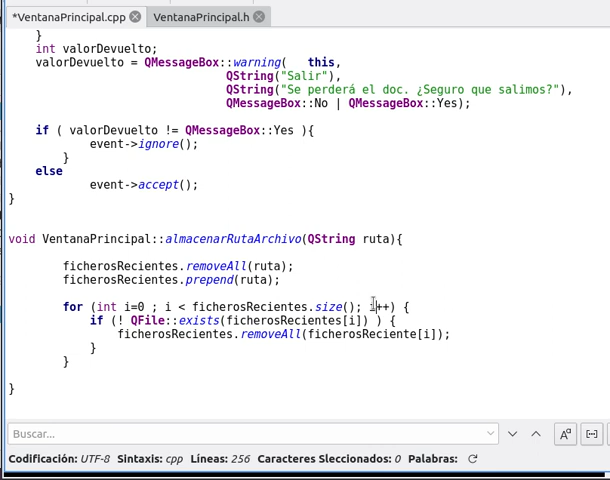 *VentanaPrincipal.cpp VentanaPrincipal.h
}
int valorDevuelto;
valorDevuelto = QMessageBox::warning( this,
QString("Salir"),
QString("Se perderá el doc. ¿Seguro que salimos?"),
QMessageBox::No | QMessageBox::Yes);
if ( valorDevuelto != QMessageBox::Yes ){
event->ignore();
}
else
event->accept();
}
void VentanaPrincipal::almacenarRutaArchivo(QString ruta){
ficherosRecientes.removeAll(ruta);
ficherosRecientes.prepend(ruta);
for (int i=0 ; i < ficherosRecientes.size(); i++) {
if (! QFile::exists(ficherosRecientes[i]) ) {
ficherosRecientes.removeAll(ficheroReciente[i]);
}
}
}
Buscar...
Codificación: UTF-8 Sintaxis: cpp Líneas: 256 Caracteres Sleccionados: 0 Palabras: